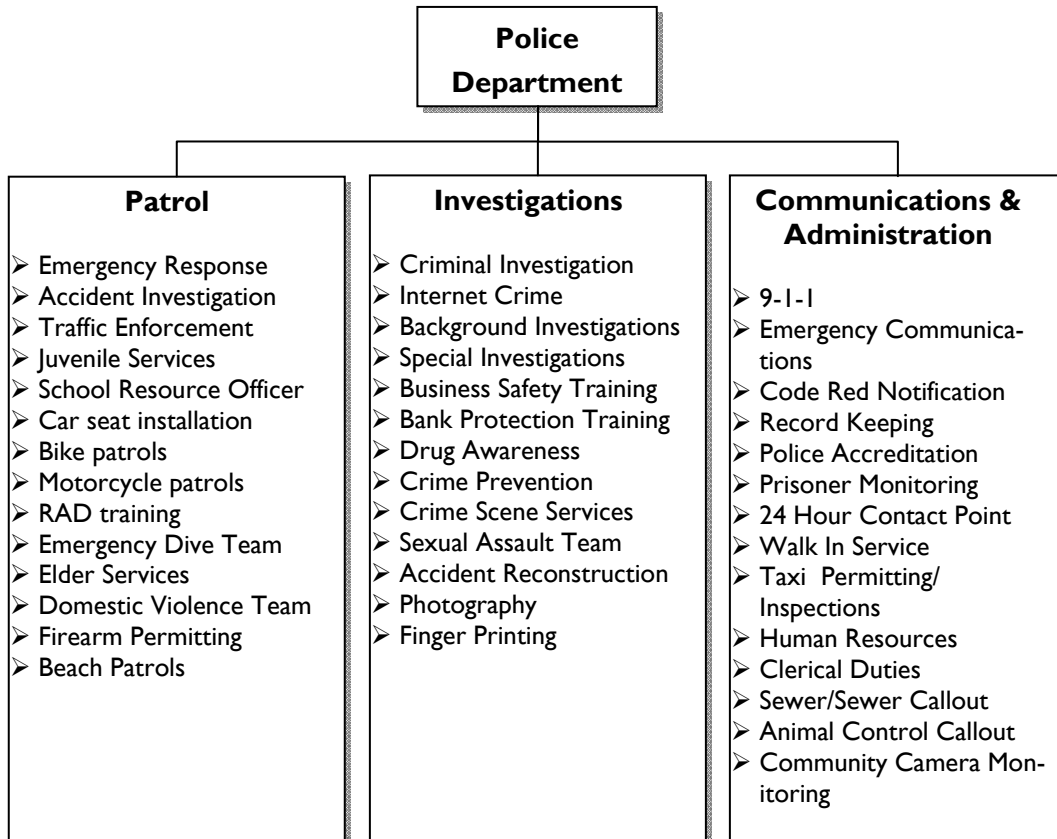 Police
Department
Patrol
➢ Emergency Response
➢ Accident Investigation
➢ Traffic Enforcement
➢ Juvenile Services
➢ School Resource Officer
➢ Car seat installation
➢ Bike patrols
➢ Motorcycle patrols
➢ RAD training
➢ Emergency Dive Team
➢ Elder Services
➢ Domestic Violence Team
➢ Firearm Permitting
➢ Beach Patrols
Investigations
➢ Criminal Investigation
➢ Internet Crime
➢ Background Investigations
➢ Special Investigations
➢ Business Safety Training
➢ Bank Protection Training
➢ Drug Awareness
➢ Crime Prevention
➢ Crime Scene Services
➢ Sexual Assault Team
➢ Accident Reconstruction
➢ Photography
➢ Finger Printing
Communications &
Administration
➢ 9-1-1
➢ Emergency Communica-
tions
➢ Code Red Notification
➢ Record Keeping
➢ Police Accreditation
➢ Prisoner Monitoring
➢ 24 Hour Contact Point
➢ Walk In Service
➢ Taxi Permitting/
Inspections
➢ Human Resources
➢ Clerical Duties
➢ Sewer/Sewer Callout
➢ Animal Control Callout
➢ Community Camera Mon-
itoring